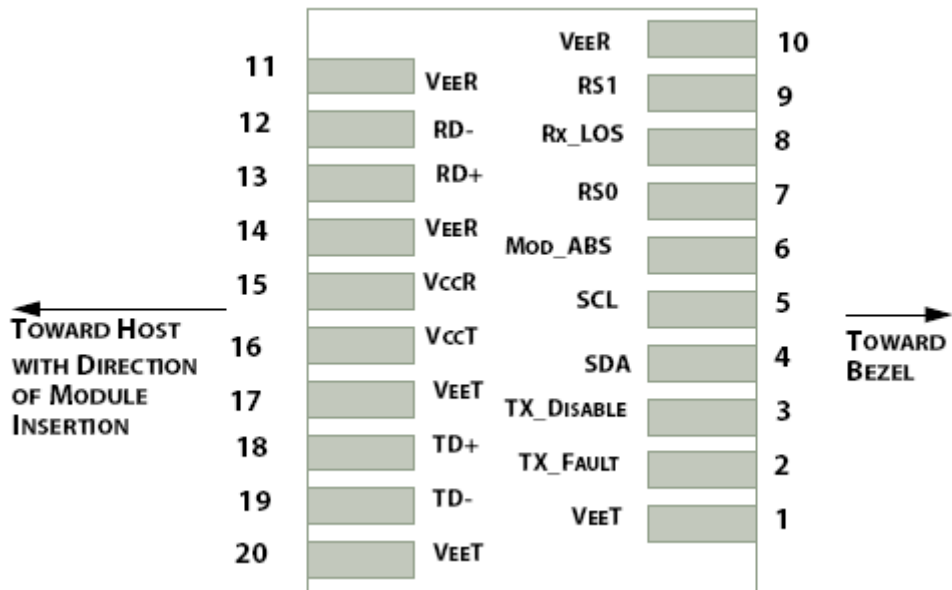 VEER 10
11 VEER
RS1 9
12 RD-
Rx_LOS 8
13 RD+
RS0 7
14 VEER
MOD_ABS 6
15 VCCR
SCL 5
16 VCCT
SDA 4
17 VEET
TX_DISABLE 3
18 TD+
TX_FAULT 2
19 TD-
VEET 1
20 VEET
TOWARD HOST
WITH DIRECTION
OF MODULE
INSERTION
TOWARD
BEZEL